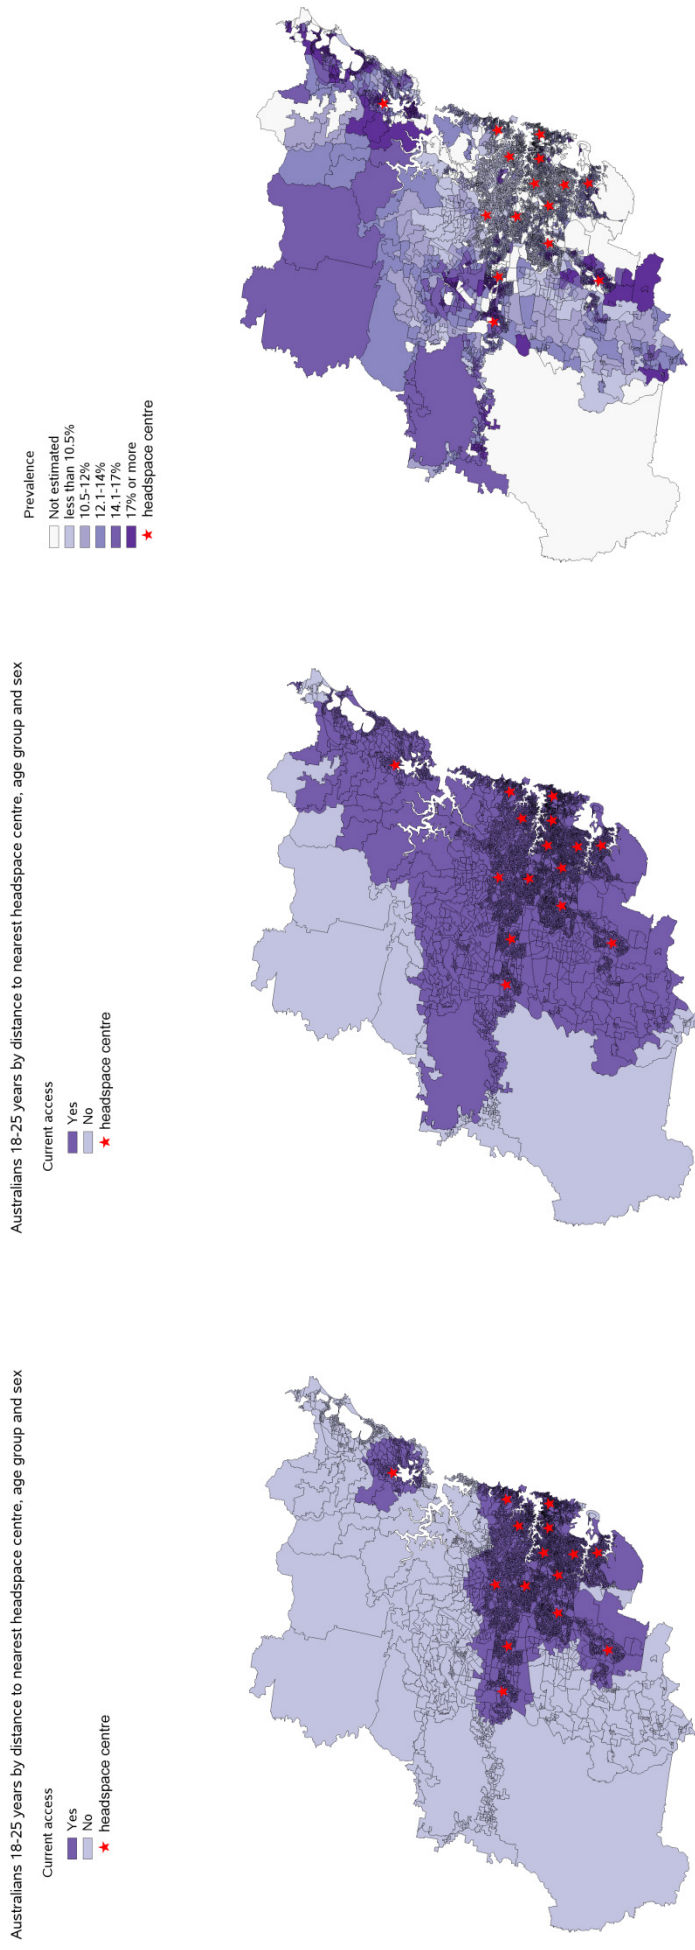 Prevalence
Not estimated
less than 10.5%
10.5-12%
12.1-14%
14.1-17%
17% or more
headspace centre
Australians 18-25 years by distance to nearest headspace centre, age group and sex
Current access
Yes
No
headspace centre
Australians 18-25 years by distance to nearest headspace centre, age group and sex
Current access
Yes
No
headspace centre